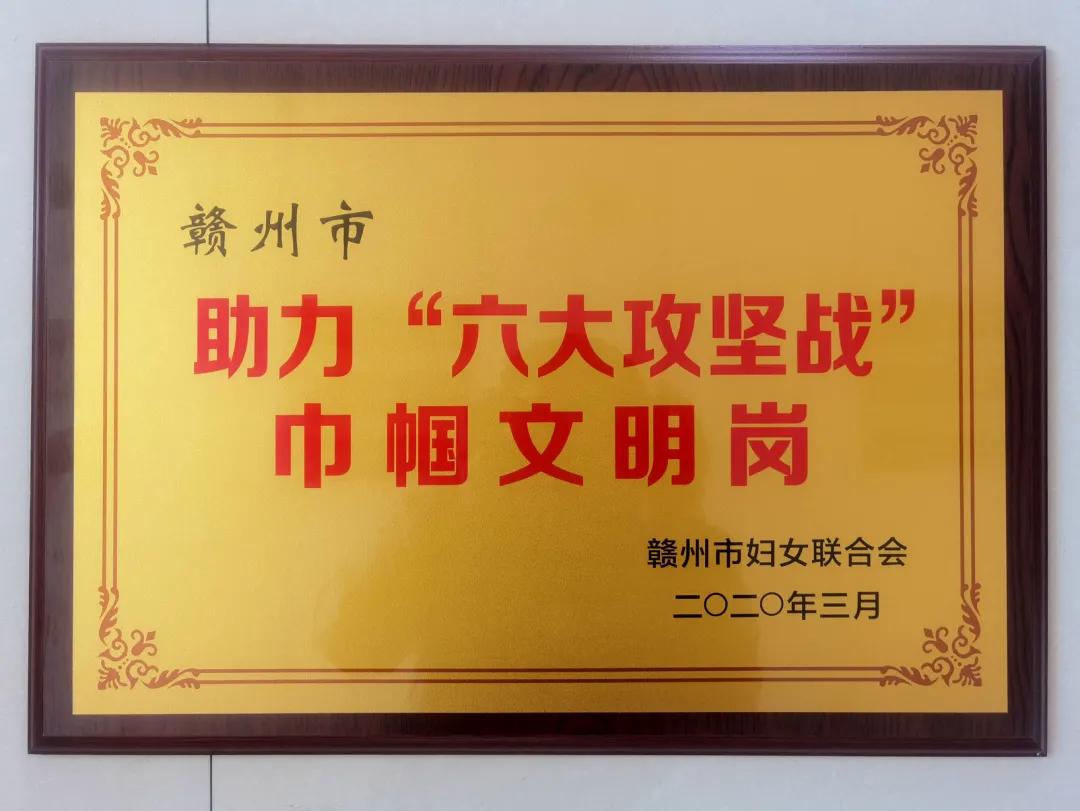 赣州市
助力“六大攻坚战”
巾帼文明岗
赣州市妇女联合会
二〇二〇年三月